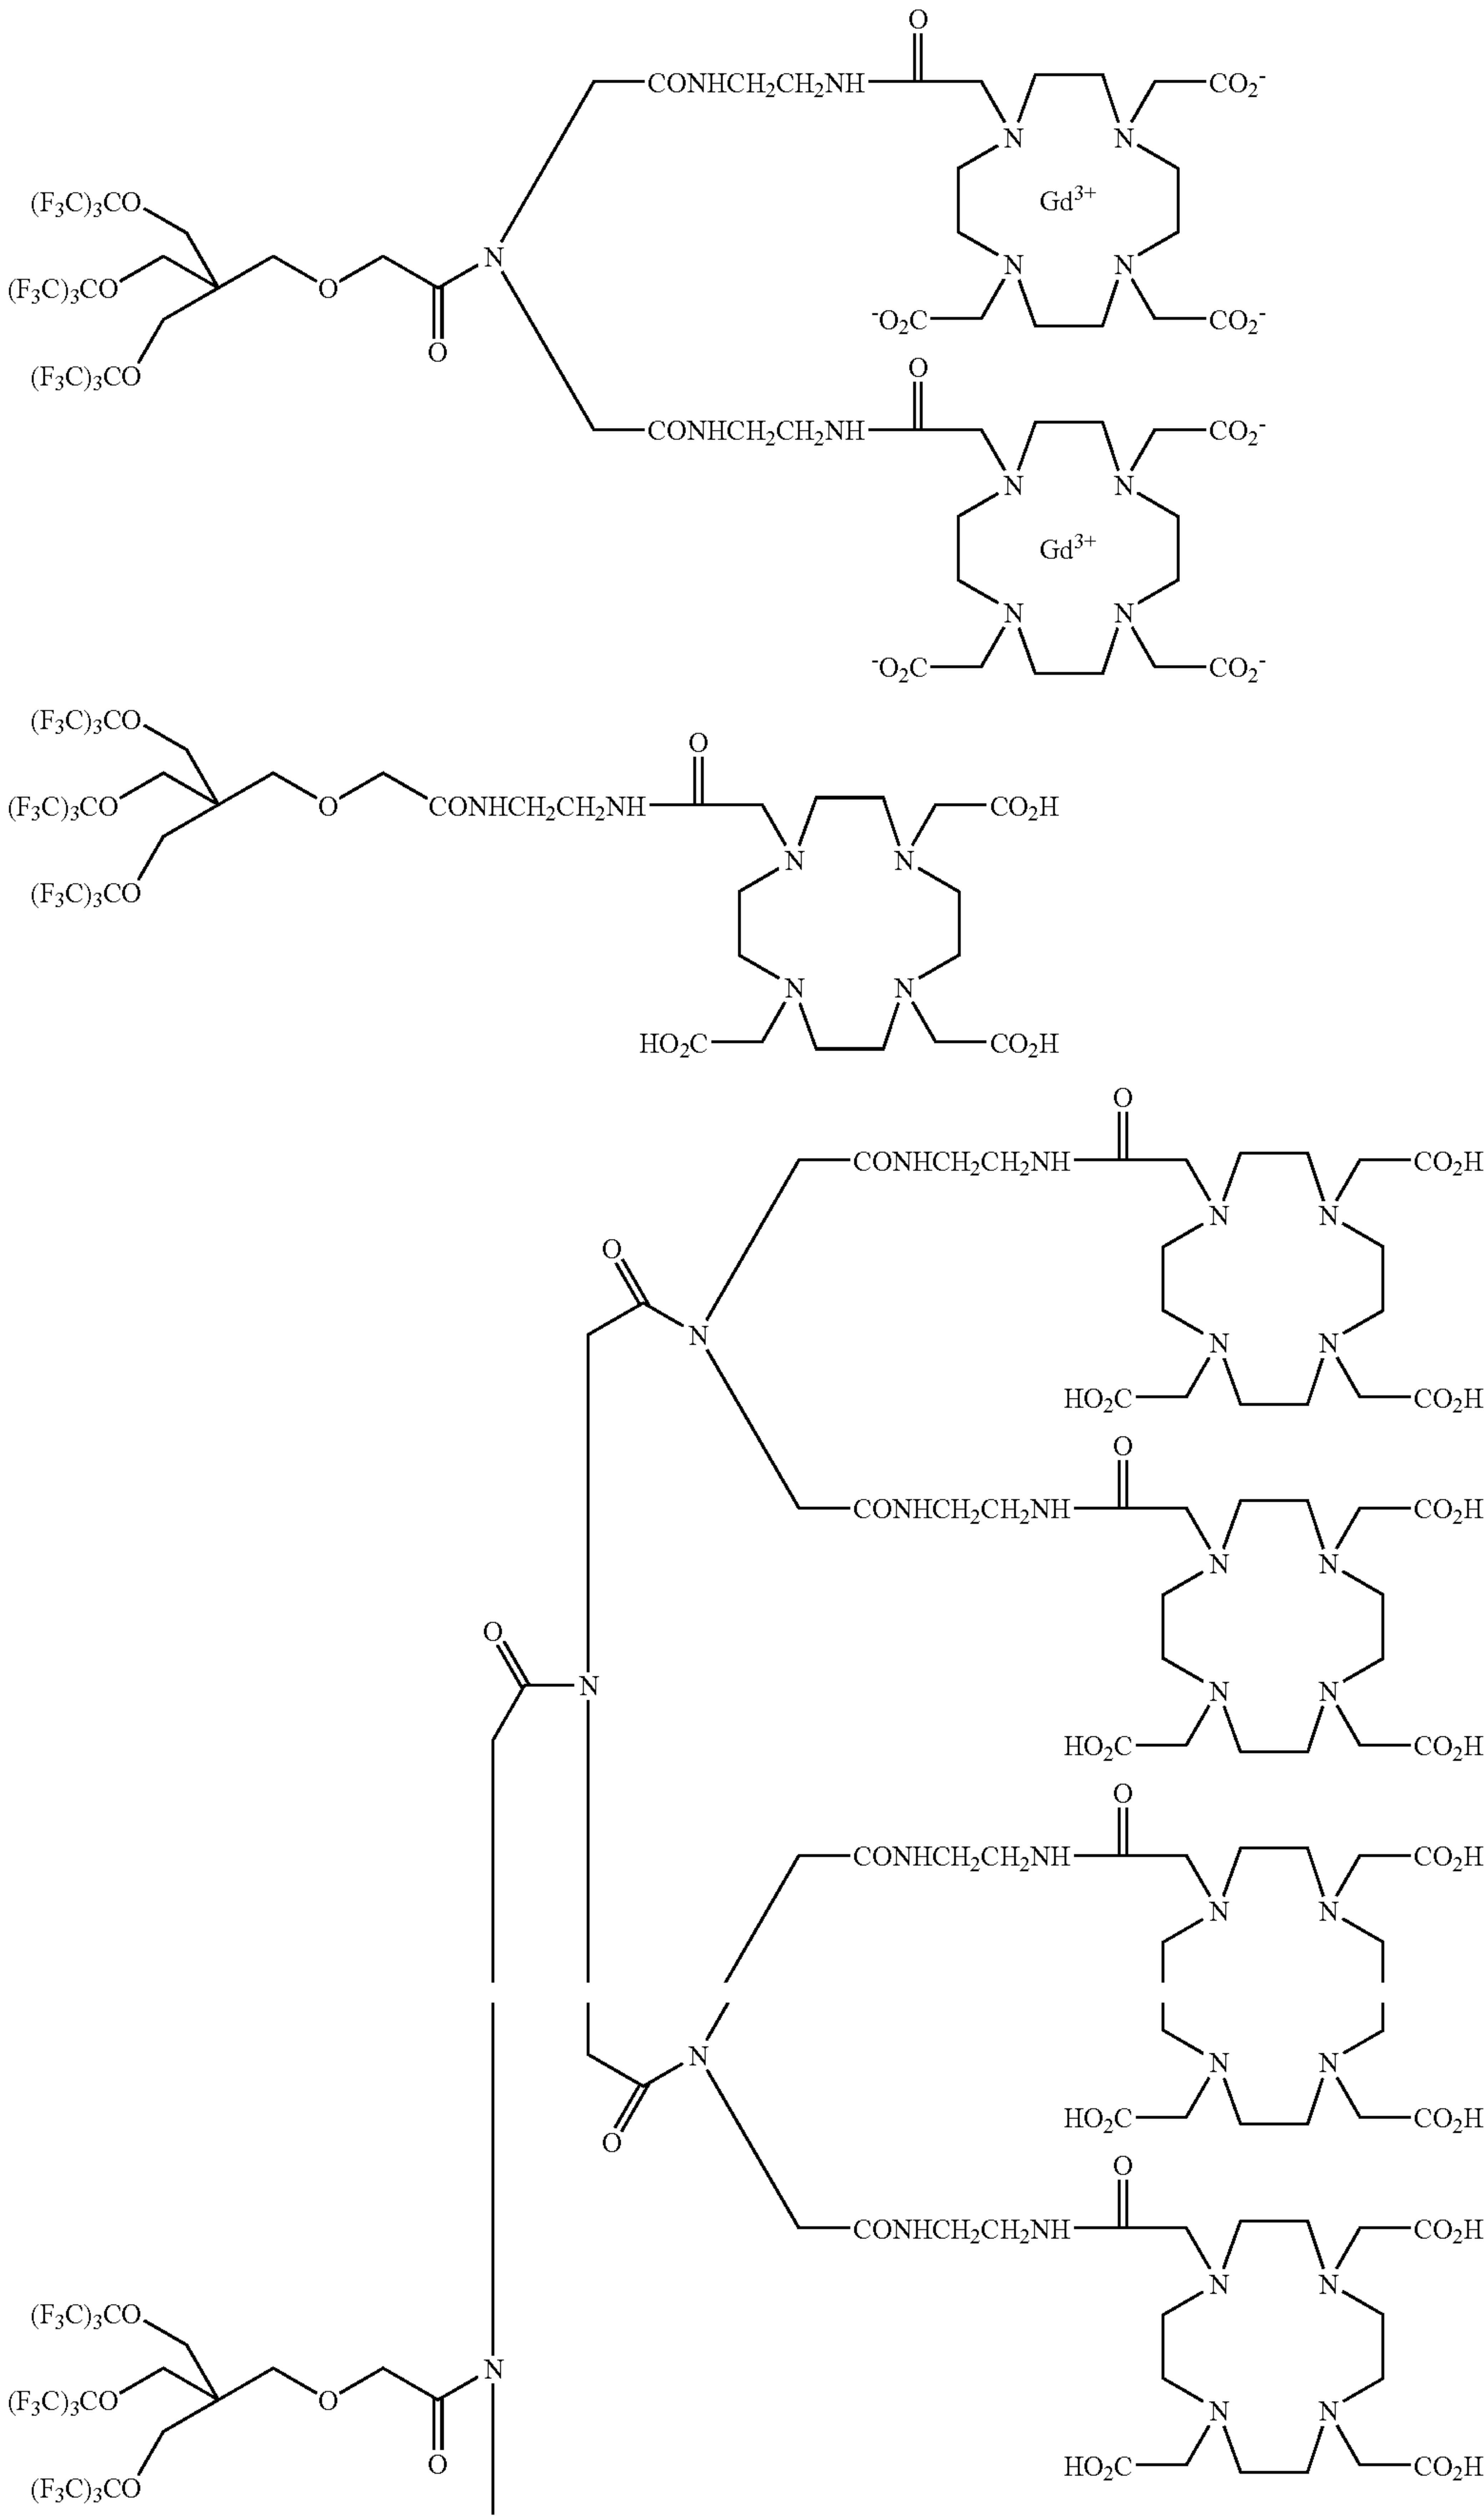 O
CONHCH₂CH₂NH CO₂⁻
N N
(F₃C)₃CO Gd³⁺
N
(F₃C)₃CO O N N
⁻O₂C CO₂⁻
O
(F₃C)₃CO O
CONHCH₂CH₂NH CO₂⁻
N N
Gd³⁺
N N
⁻O₂C CO₂⁻
(F₃C)₃CO
O
(F₃C)₃CO O CONHCH₂CH₂NH CO₂H
N N
(F₃C)₃CO
N N
HO₂C CO₂H
O
CONHCH₂CH₂NH CO₂H
N N
O
N N N
HO₂C CO₂H
O
CONHCH₂CH₂NH CO₂H
N N
O
N N N
HO₂C CO₂H
O
CONHCH₂CH₂NH CO₂H
N N
N N N
HO₂C CO₂H
O
O
CONHCH₂CH₂NH CO₂H
N N
(F₃C)₃CO
N
(F₃C)₃CO O N N
O HO₂C CO₂H
(F₃C)₃CO